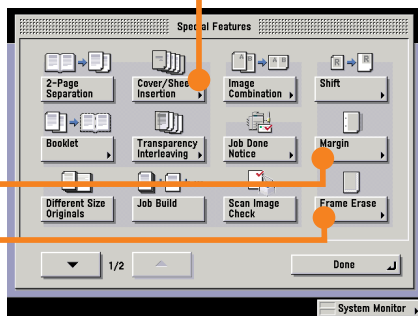 Special Features
2-Page
Separation
Cover/Sheet
Insertion
Image
Combination
Shift
Booklet
Transparency
Interleaving
Job Done
Notice
Margin
Different Size
Originals
Job Build
Scan Image
Check
Frame Erase
1/2
Done
System Monitor